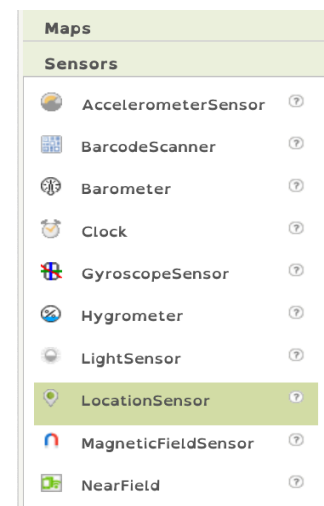 Maps
Sensors
AccelerometerSensor ?
BarcodeScanner ?
Barometer ?
Clock ?
GyroscopeSensor ?
Hygrometer ?
LightSensor ?
LocationSensor ?
MagneticFieldSensor ?
NearField ?